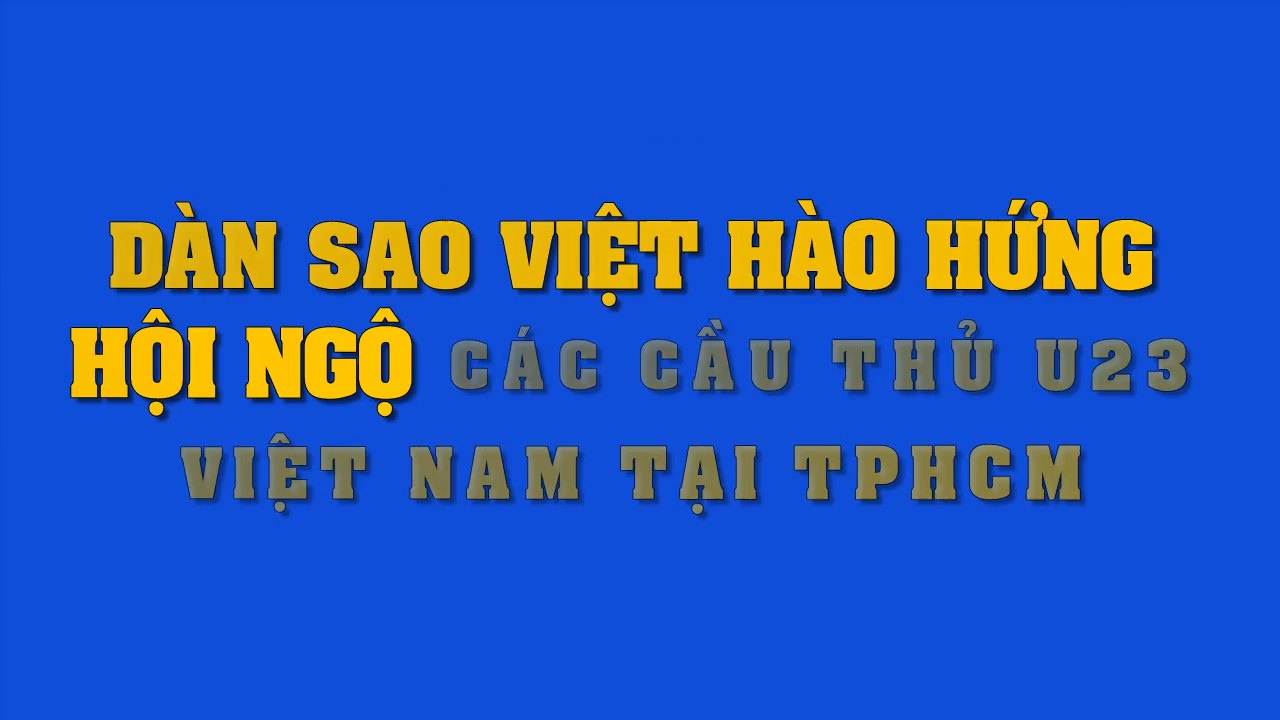 DÀN SAO VIỆT HÀO HỨNG
HỘI NGỘ CÁC CẦU THỦ U23
VIỆT NAM TẠI TPHCM